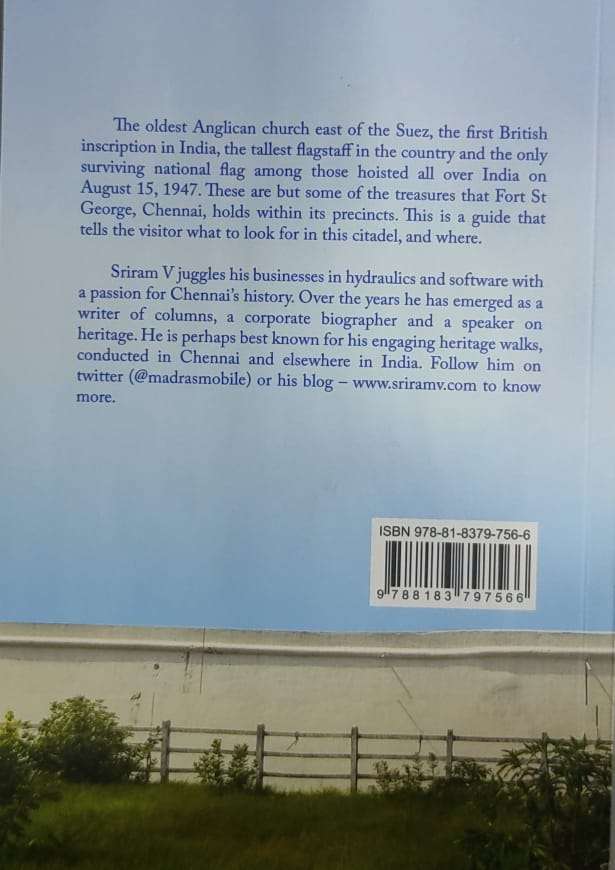 The oldest Anglican church east of the Suez, the first British
inscription in India, the tallest flagstaff in the country and the only
surviving national flag among those hoisted all over India on
August 15, 1947. These are but some of the treasures that Fort St
George, Chennai, holds within its precincts. This is a guide that
tells the visitor what to look for in this citadel, and where.
Sriram V juggles his businesses in hydraulics and software with
a passion for Chennai's history. Over the years he has emerged as a
writer of columns, a corporate biographer and a speaker on
heritage. He is perhaps best known for his engaging heritage walks,
conducted in Chennai and elsewhere in India. Follow him on
twitter (@madrasmobile) or his blog – www.sriramv.com to know
more.
ISBN 978-81-8379-756-6
9 788183 797566